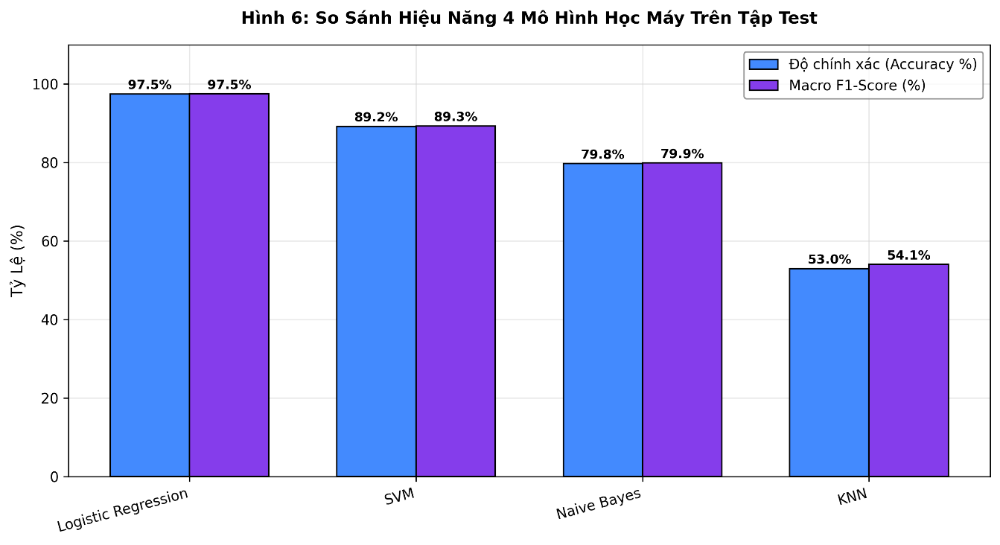 Hình 6: So Sánh Hiệu Năng 4 Mô Hình Học Máy Trên Tập Test
Độ chính xác (Accuracy %)
Macro F1-Score (%)
Tỷ Lệ (%)
100
80
60
40
20
0
97.5% 97.5%
89.2% 89.3%
79.8% 79.9%
53.0% 54.1%
Logistic Regression
SVM
Naive Bayes
KNN